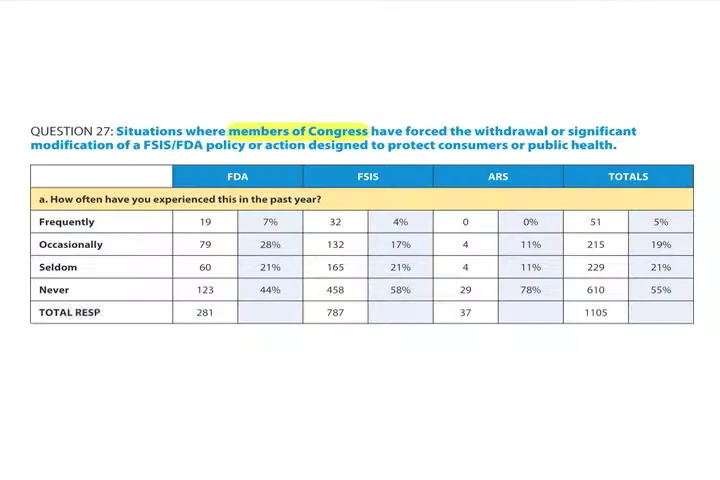 QUESTION 27: Situations where members of Congress have forced the withdrawal or significant
modification of a FSIS/FDA policy or action designed to protect consumers or public health.
FDA FSIS ARS TOTALS
a. How often have you experienced this in the past year?
Frequently 19 7% 32 4% 0 0% 51 5%
Occasionally 79 28% 132 17% 4 11% 215 19%
Seldom 60 21% 165 21% 4 11% 229 21%
Never 123 44% 458 58% 29 78% 610 55%
TOTAL RESP 281 787 37 1105